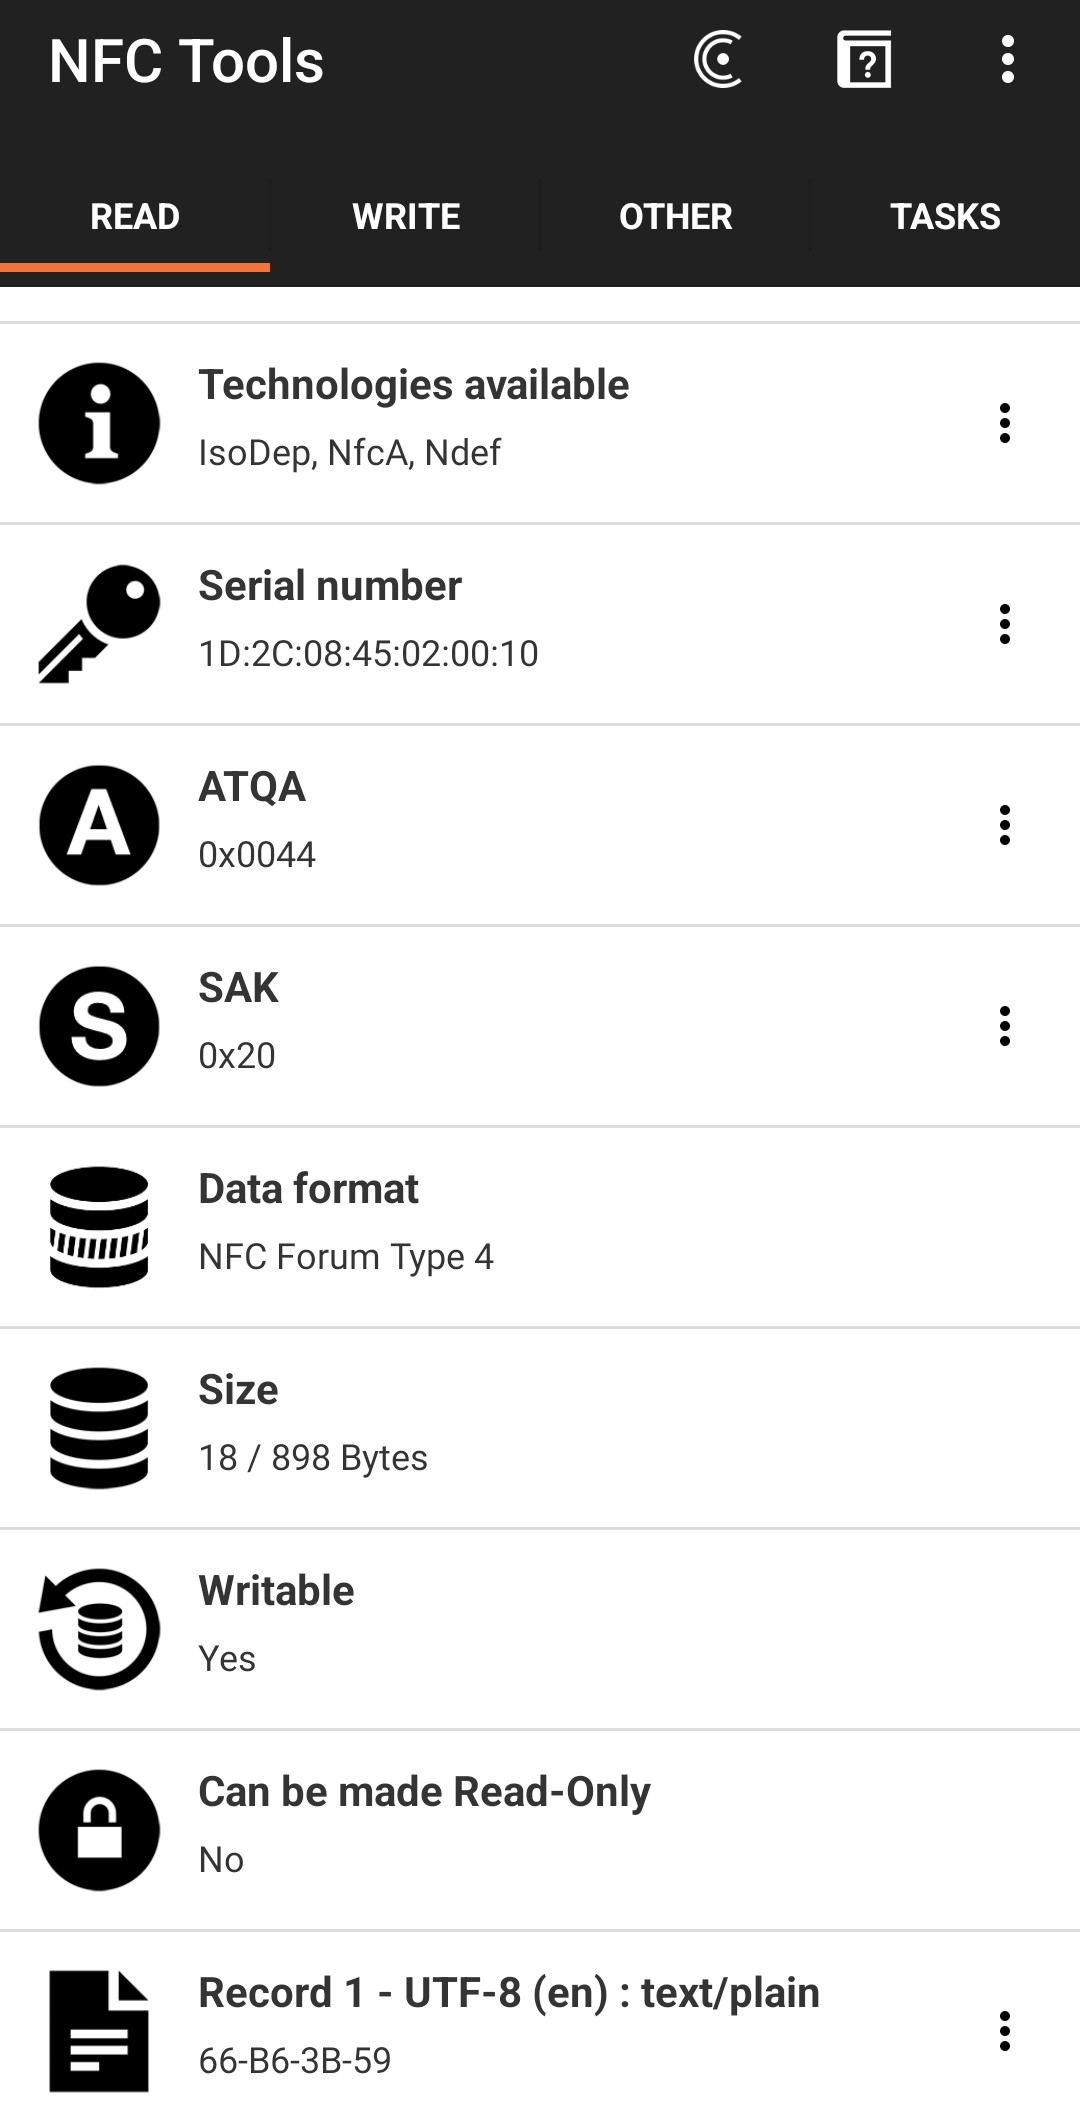 NFC Tools
READ
WRITE
OTHER
TASKS
Technologies available
IsoDep, NfcA, Ndef
Serial number
1D:2C:08:45:02:00:10
ATQA
0x0044
SAK
0x20
Data format
NFC Forum Type 4
Size
18 / 898 Bytes
Writable
Yes
Can be made Read-Only
No
Record 1 - UTF-8 (en) : text/plain
66-B6-3B-59